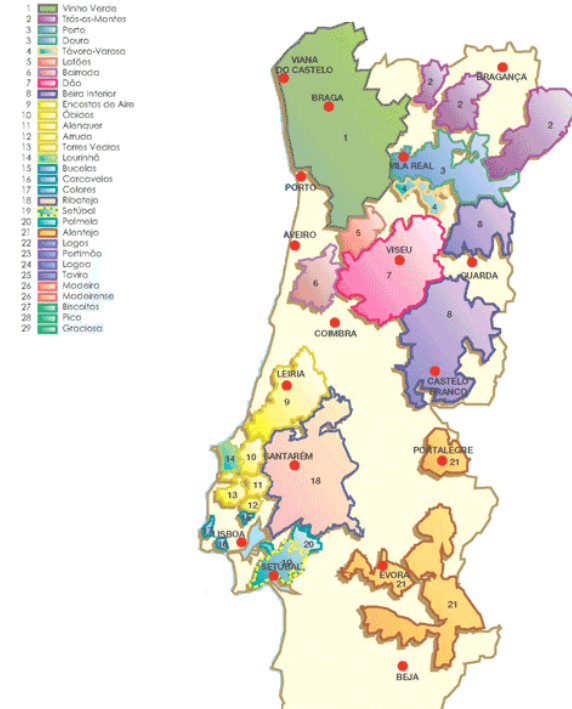 1 Vinho Verde
2 Trás-os-Montes
3 Porto
3 Douro
4 Távora-Varosa
5 Lafões
6 Bairrada
7 Dão
8 Beira Interior
9 Encostas de Aire
10 Óbidos
11 Alenquer
12 Arruda
13 Torres Vedras
14 Lourinhã
15 Bucelas
16 Carcavelos
17 Colares
18 Ribatejo
19 Setúbal
20 Palmela
21 Alentejo
22 Lagos
23 Portimão
24 Lagoa
25 Tavira
26 Madeira
26 Madeirense
27 Biscoitos
28 Pico
29 Graciosa
VIANA
DO CASTELO
BRAGANÇA
2
BRAGA
2
2
1
VILA REAL
3
PORTO
4
4
AVEIRO
5
8
VISEU
7
GUARDA
6
8
COIMBRA
LEIRIA
CASTELO
BRANCO
9
PORTALEGRE
21
SANTARÉM
14
10
18
11
13
12
LISBOA
20
19
SETÚBAL
ÉVORA
21
21
BEJA